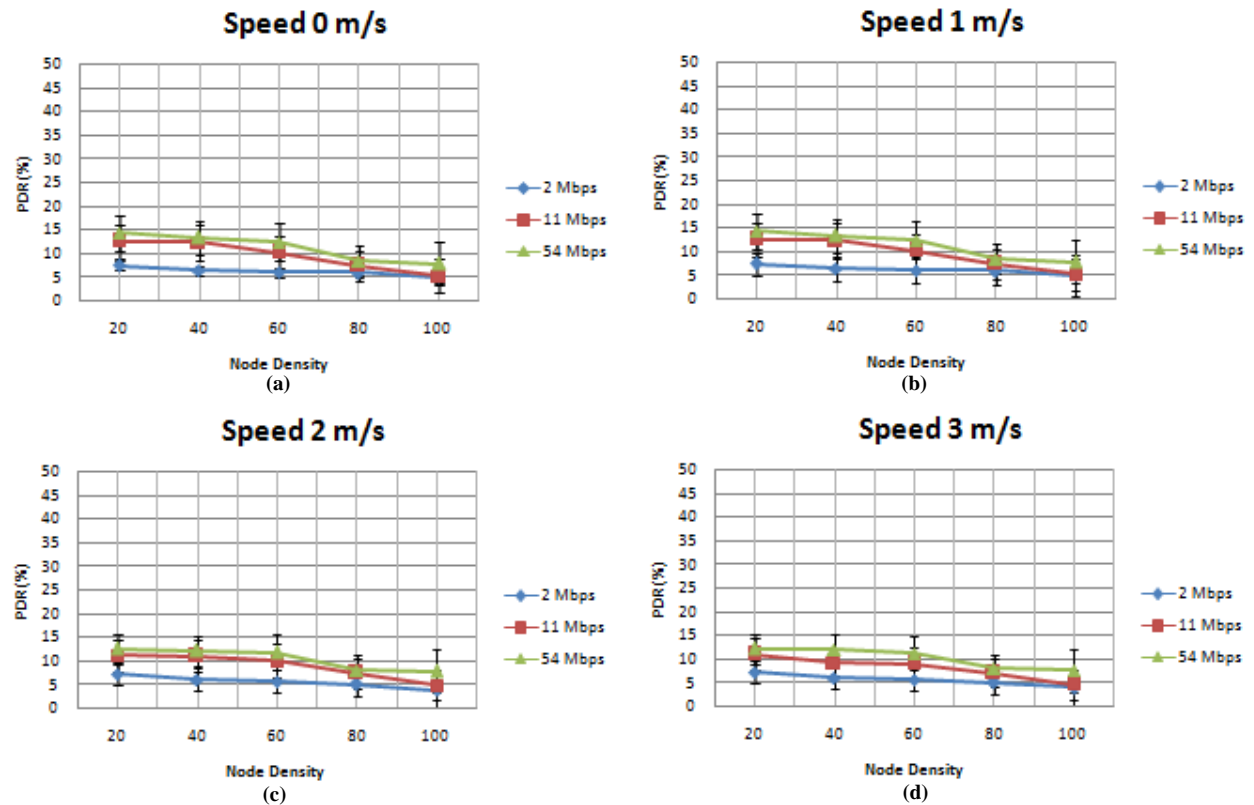 Speed 0 m/s
50
45
40
35
30
25
20
15
10
5
0
PDR(%)
20 40 60 80 100
Node Density
2 Mbps
11 Mbps
54 Mbps
(a)
Speed 1 m/s
50
45
40
35
30
25
20
15
10
5
0
PDR(%)
20 40 60 80 100
Node Density
2 Mbps
11 Mbps
54 Mbps
(b)
Speed 2 m/s
50
45
40
35
30
25
20
15
10
5
0
PDR(%)
20 40 60 80 100
Node Density
2 Mbps
11 Mbps
54 Mbps
(c)
Speed 3 m/s
50
45
40
35
30
25
20
15
10
5
0
PDR(%)
20 40 60 80 100
Node Density
2 Mbps
11 Mbps
54 Mbps
(d)